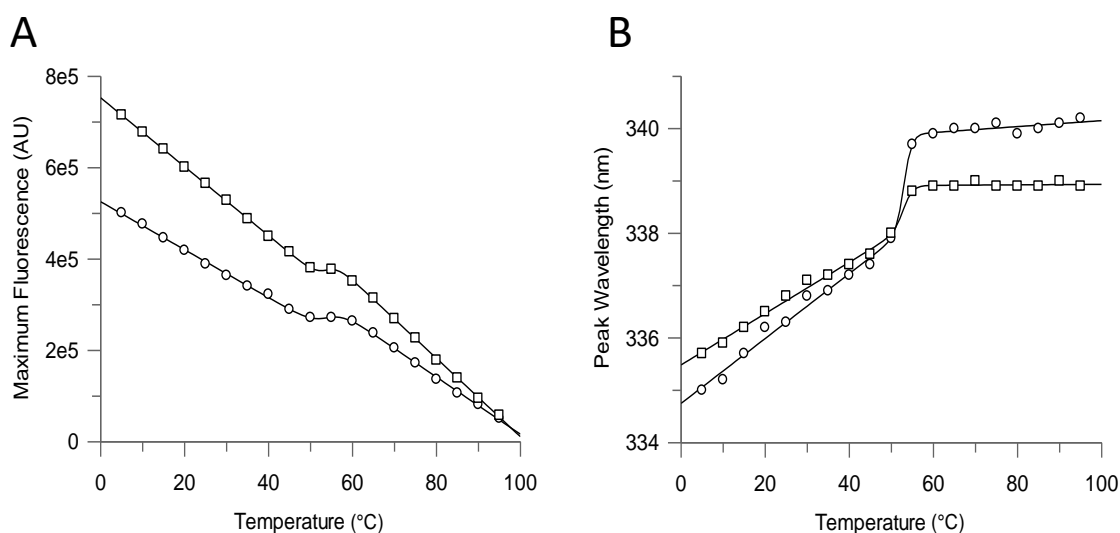 A
Maximum Fluorescence (AU)
8e5
6e5
4e5
2e5
0
0 20 40 60 80 100
Temperature (°C)
B
Peak Wavelength (nm)
340
338
336
334
0 20 40 60 80 100
Temperature (°C)